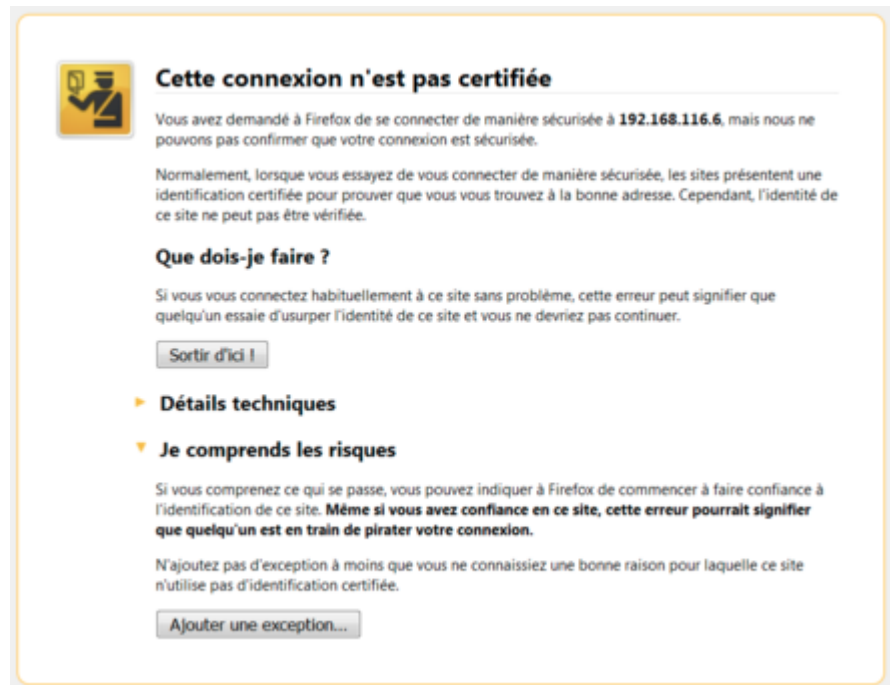 Cette connexion n'est pas certifiée
Vous avez demandé à Firefox de se connecter de manière sécurisée à 192.168.116.6, mais nous ne
pouvons pas confirmer que votre connexion est sécurisée.
Normalement, lorsque vous essayez de vous connecter de manière sécurisée, les sites présentent une
identification certifiée pour prouver que vous vous trouvez à la bonne adresse. Cependant, l'identité de
ce site ne peut pas être vérifiée.
Que dois-je faire ?
Si vous vous connectez habituellement à ce site sans problème, cette erreur peut signifier que
quelqu'un essaie d'usurper l'identité de ce site et vous ne devriez pas continuer.
Sortir d'ici !
Détails techniques
Je comprends les risques
Si vous comprenez ce qui se passe, vous pouvez indiquer à Firefox de commencer à faire confiance à
l'identification de ce site. Même si vous avez confiance en ce site, cette erreur pourrait signifier
que quelqu'un est en train de pirater votre connexion.
N'ajoutez pas d'exception à moins que vous ne connaissiez une bonne raison pour laquelle ce site
n'utilise pas d'identification certifiée.
Ajouter une exception...